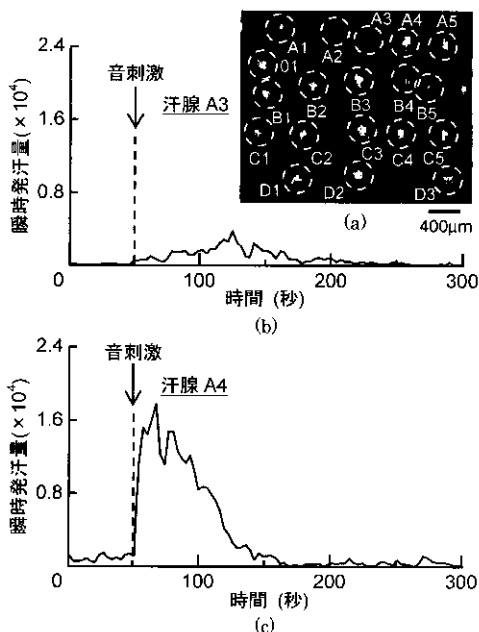 (b)
2.4
1.6
0.8
0
瞬時発汗量(×10⁴)
音刺激
汗腺 A3
A1
A2
A3
A4
A5
01
B1
B2
B3
B4
B5
C1
C2
C3
C4
C5
D1
D2
D3
(a)
400μm
100
200
300
時間 (秒)
(b)
2.4
1.6
0.8
0
瞬時発汗量(×10⁴)
音刺激
汗腺 A4
100
200
300
時間 (秒)
(c)